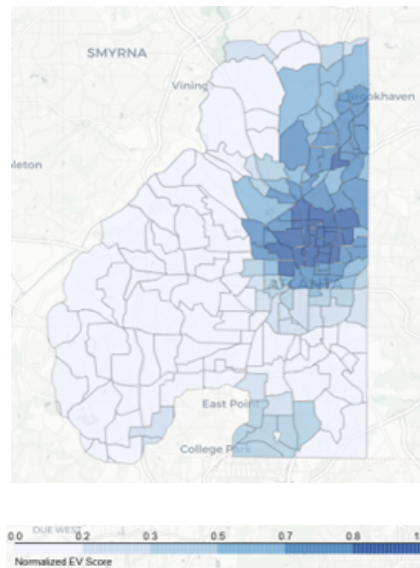 SMYRNA
Vining
Brookhaven
leton
ATLANTA
East Point
College Park
DUE WEST
0.0 0.2 0.3 0.5 0.7 0.8 1
Normalized EV Score